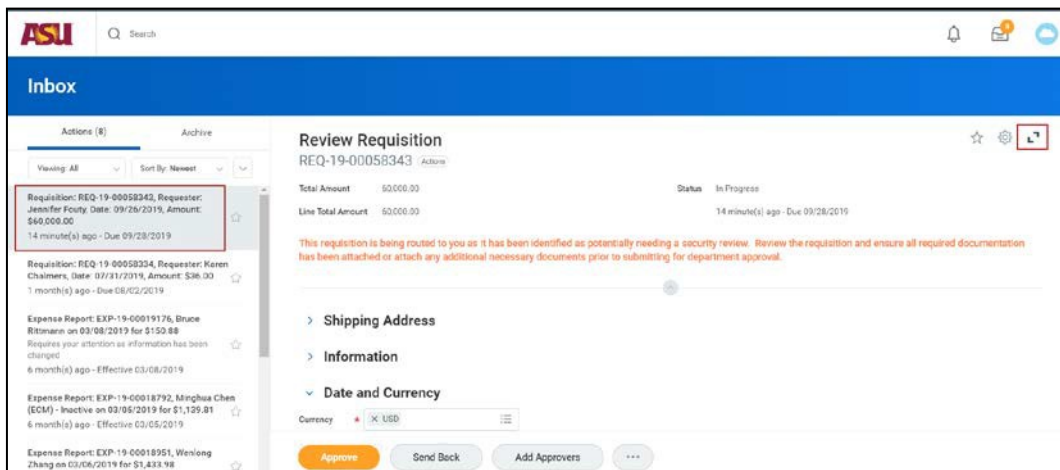 ASU
Search
Inbox
Actions (8)
Archive
Viewing: All
Sort By: Newest
Requisition: REQ-19-00058343, Requester:
Jennifer Fouty, Date: 09/26/2019, Amount:
$60,000.00
14 minute(s) ago - Due 09/28/2019
Requisition: REQ-19-00058334, Requester: Karen
Chalmers, Date: 07/31/2019, Amount: $36.00
1 month(s) ago - Due 08/02/2019
Expense Report: EXP-19-00019176, Bruce
Rittmann on 03/08/2019 for $150.88
Requires your attention as information has been
changed
6 month(s) ago - Effective 03/08/2019
Expense Report: EXP-19-00018792, Minghua Chen
(ECM) - Inactive on 03/05/2019 for $1,139.81
6 month(s) ago - Effective 03/05/2019
Expense Report: EXP-19-00018951, Wenlong
Zhang on 03/06/2019 for $1,433.98
Review Requisition
REQ-19-00058343 Actions
Total Amount 60,000.00
Status In Progress
Line Total Amount 60,000.00
14 minute(s) ago - Due 09/28/2019
This requisition is being routed to you as it has been identified as potentially needing a security review. Review the requisition and ensure all required documentation
has been attached or attach any additional necessary documents prior to submitting for department approval.
Shipping Address
Information
Date and Currency
Currency * × USD
Approve
Send Back
Add Approvers